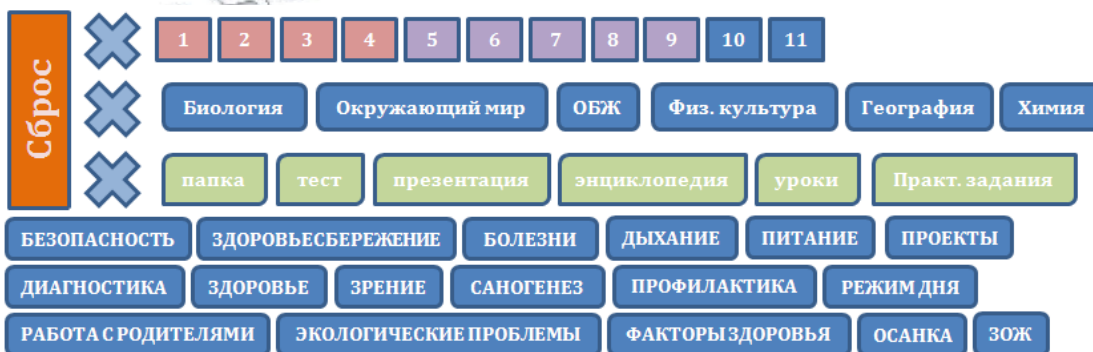 Сброс
1 2 3 4 5 6 7 8 9 10 11
Биология Окружающий мир ОБЖ Физ. культура География Химия
папка тест презентация энциклопедия уроки Практ. задания
БЕЗОПАСНОСТЬ ЗДОРОВЬЕСБЕРЕЖЕНИЕ БОЛЕЗНИ ДЫХАНИЕ ПИТАНИЕ ПРОЕКТЫ
ДИАГНОСТИКА ЗДОРОВЬЕ ЗРЕНИЕ САНОГЕНЕЗ ПРОФИЛАКТИКА РЕЖИМ ДНЯ
РАБОТА С РОДИТЕЛЯМИ ЭКОЛОГИЧЕСКИЕ ПРОБЛЕМЫ ФАКТОРЫ ЗДОРОВЬЯ ОСАНКА ЗОЖ